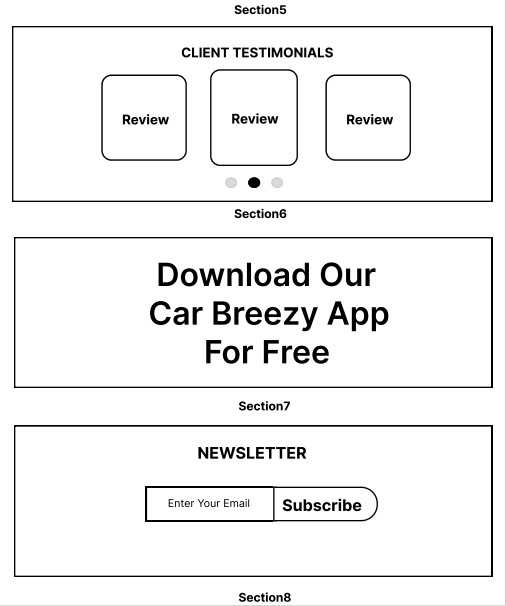 Section5
CLIENT TESTIMONIALS
Review
Review
Review
Section6
Download Our
Car Breezy App
For Free
Section7
NEWSLETTER
Enter Your Email
Subscribe
Section8